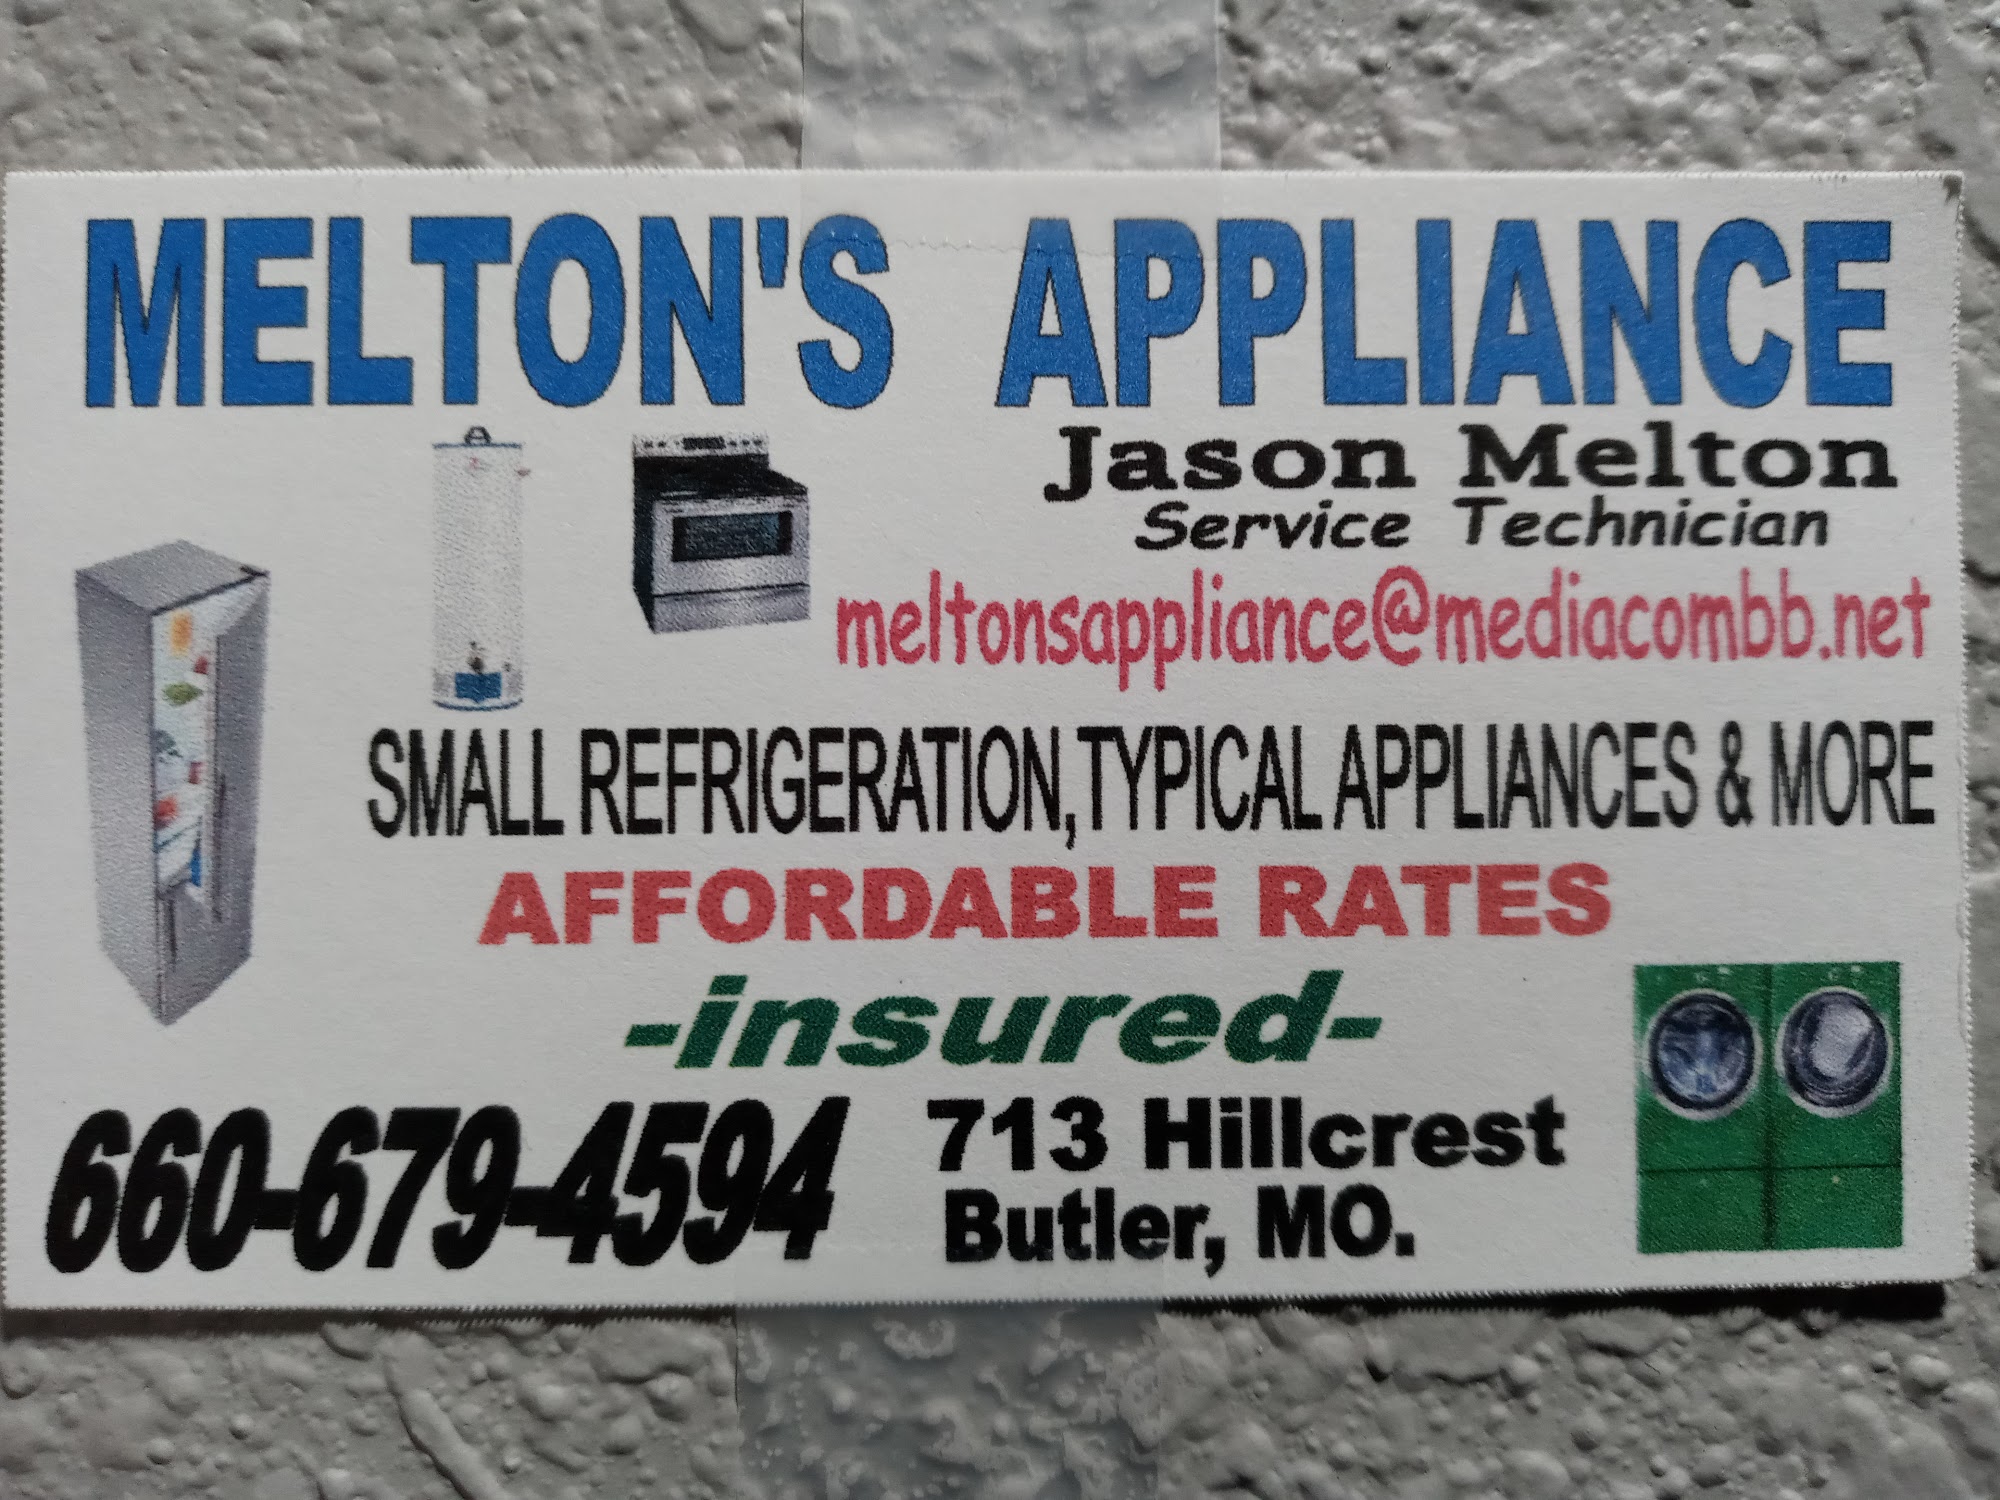 MELTON'S APPLIANCE
Jason Melton
Service Technician
meltonsappliance@mediacombb.net
SMALL REFRIGERATION,TYPICAL APPLIANCES & MORE
AFFORDABLE RATES
-insured-
660-679-4594
713 Hillcrest
Butler, MO.